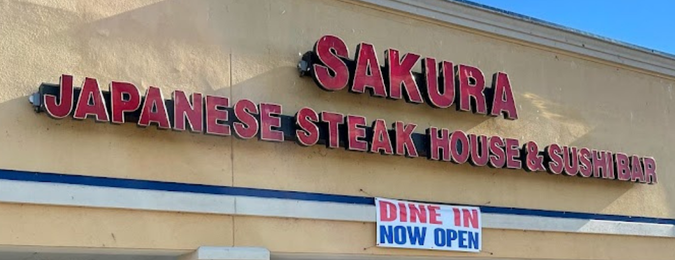 SAKURA
JAPANESE STEAK HOUSE & SUSHI BAR
DINE IN
NOW OPEN